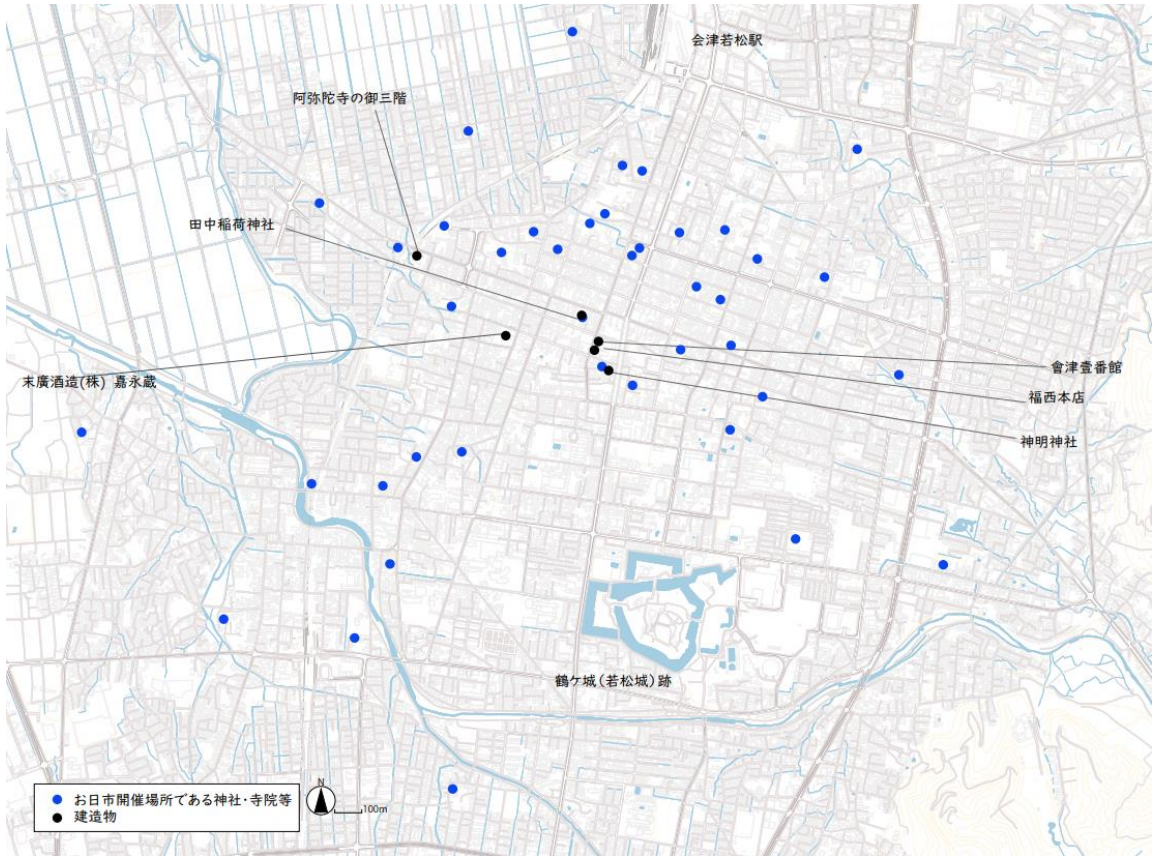 会津若松駅
阿弥陀寺の御三階
田中稲荷神社
末廣酒造(株) 嘉永蔵
會津壹番館
福西本店
神明神社
鶴ケ城(若松城)跡
お日市開催場所である神社・寺院等
建造物
N
100m